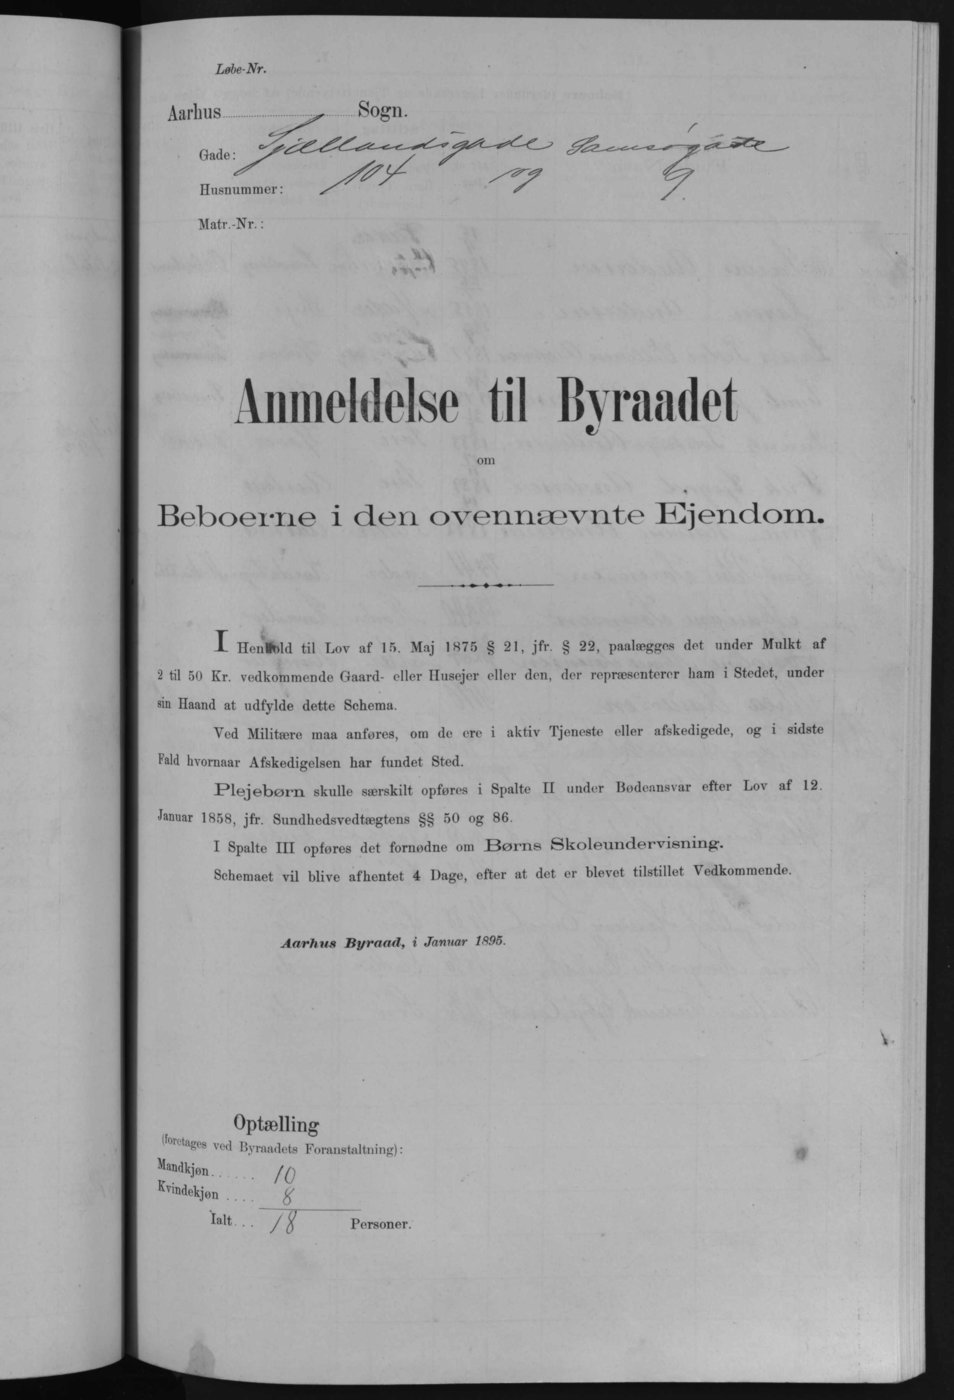 Løbe-Nr.
Aarhus Sogn.
Gade: Sjællandsgade Samsøgade
Husnummer: 104 og 9.
Matr.-Nr.:
Anmeldelse til Byraadet
om
Beboerne i den ovennævnte Ejendom.
I Henhold til Lov af 15. Maj 1875 § 21, jfr. § 22, paalægges det under Mulkt af
2 til 50 Kr. vedkommende Gaard- eller Husejer eller den, der repræsenterer ham i Stedet, under
sin Haand at udfylde dette Schema.
Ved Militære maa anføres, om de ere i aktiv Tjeneste eller afskedigede, og i sidste
Fald hvornaar Afskedigelsen har fundet Sted.
Plejebørn skulle særskilt opføres i Spalte II under Bødeansvar efter Lov af 12.
Januar 1858, jfr. Sundhedsvedtægtens §§ 50 og 86.
I Spalte III opføres det fornødne om Børns Skoleundervisning.
Schemaet vil blive afhentet 4 Dage, efter at det er blevet tilstillet Vedkommende.
Aarhus Byraad, i Januar 1895.
Optælling
(foretages ved Byraadets Foranstaltning):
Mandkjøn...... 10
Kvindekjøn .... 8
Ialt... 18 Personer.